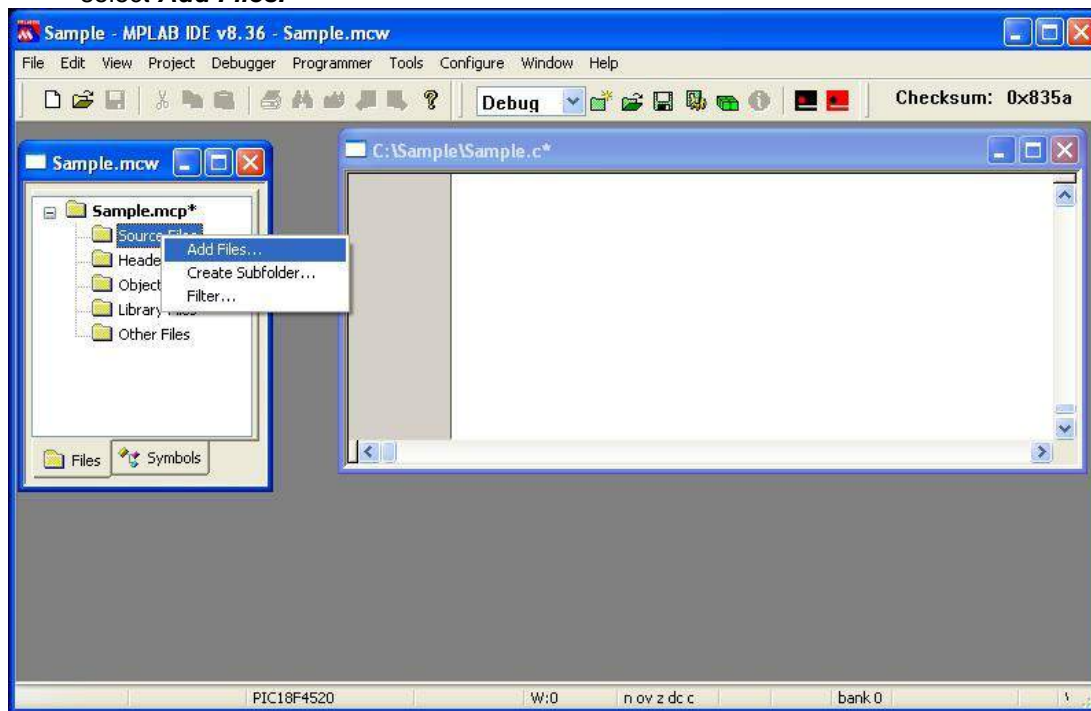 select Add Files.
Sample - MPLAB IDE v8.36 - Sample.mcw
File Edit View Project Debugger Programmer Tools Configure Window Help
Debug
Checksum: 0x835a
Sample.mcw
C:\Sample\Sample.c*
Sample.mcp*
Add Files...
Create Subfolder...
Filter...
Other Files
Files Symbols
PIC18F4520 W:0 n ov z dc c bank 0